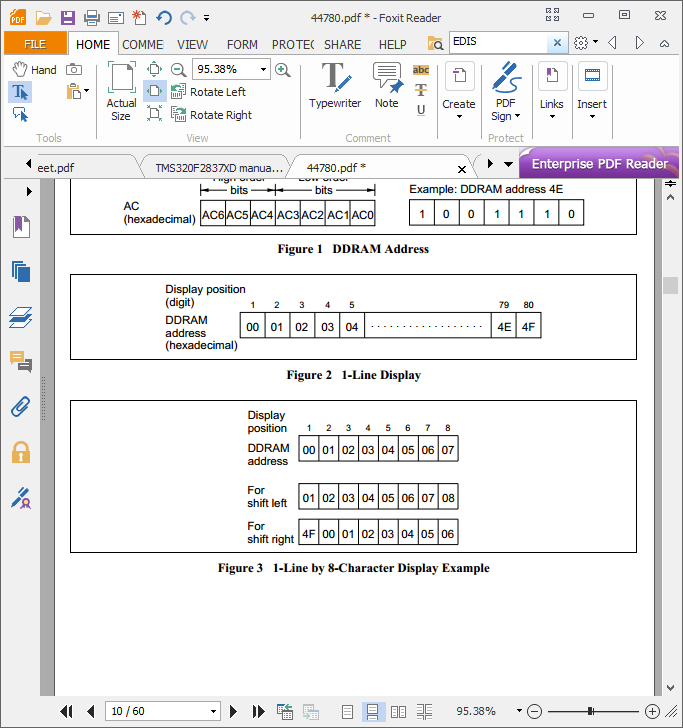 44780.pdf * - Foxit Reader
FILE HOME COMME VIEW FORM PROTEC SHARE HELP EDIS
Hand
95.38%
Actual Size
Rotate Left
Rotate Right
Typewriter
Note
abc
T
U
Create
PDF Sign
Links
Insert
Tools View Comment Protect
eet.pdf TMS320F2837XD manua... 44780.pdf * Enterprise PDF Reader
bits bits Example: DDRAM address 4E
AC
(hexadecimal)
AC6 AC5 AC4 AC3 AC2 AC1 AC0
1 0 0 1 1 1 0
Figure 1 DDRAM Address
Display position
(digit)
1 2 3 4 5 79 80
DDRAM
address
(hexadecimal)
00 01 02 03 04 . . . . . . . . . . . . . . . . . . 4E 4F
Figure 2 1-Line Display
Display
position
1 2 3 4 5 6 7 8
DDRAM
address
00 01 02 03 04 05 06 07
For
shift left
01 02 03 04 05 06 07 08
For
shift right
4F 00 01 02 03 04 05 06
Figure 3 1-Line by 8-Character Display Example
10 / 60
95.38%